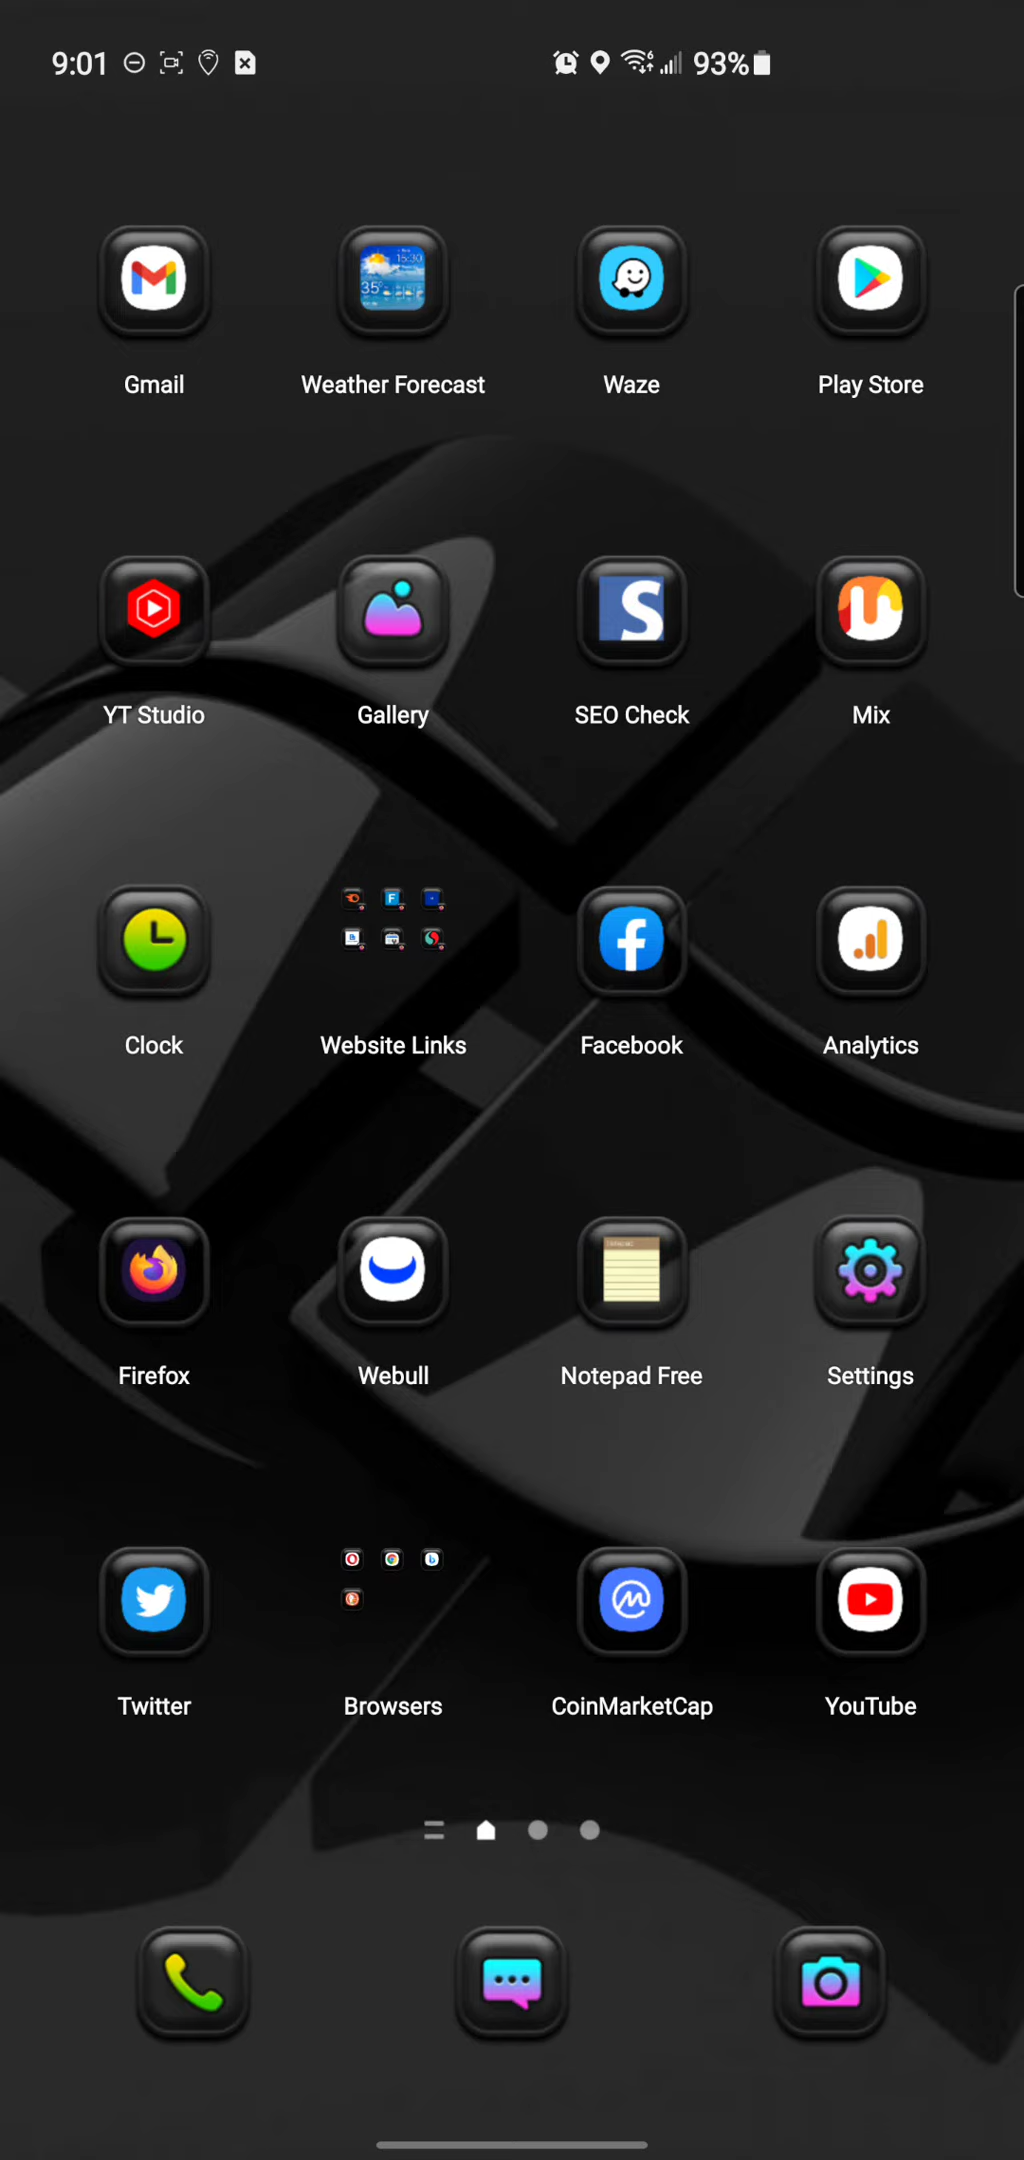 9:01 93%
Gmail Weather Forecast Waze Play Store
YT Studio Gallery SEO Check Mix
Clock Website Links Facebook Analytics
Firefox Webull Notepad Free Settings
Twitter Browsers CoinMarketCap YouTube